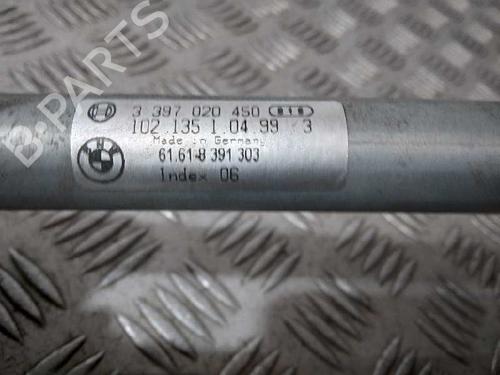 B-Parts
3 397 020 450 010
102 135 1 04 99 3
Made in Germany
61.61-8 391 303
Index 06